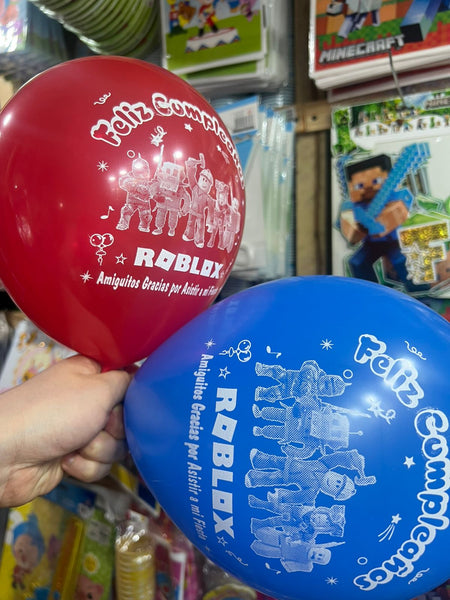 MINECRAFT
Feliz Cumpleaños
ROBLOX
Amiguitos Gracias por Asistir a mi Fiesta
Feliz Cumpleaños
ROBLOX
Amiguitos Gracias por Asistir a mi Fiesta